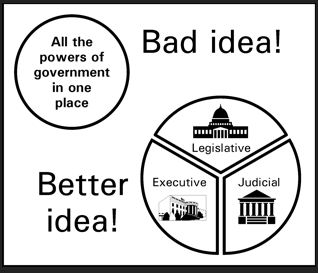 All the
powers of
government
in one
place
Bad idea!
Legislative
Executive
Judicial
Better
idea!